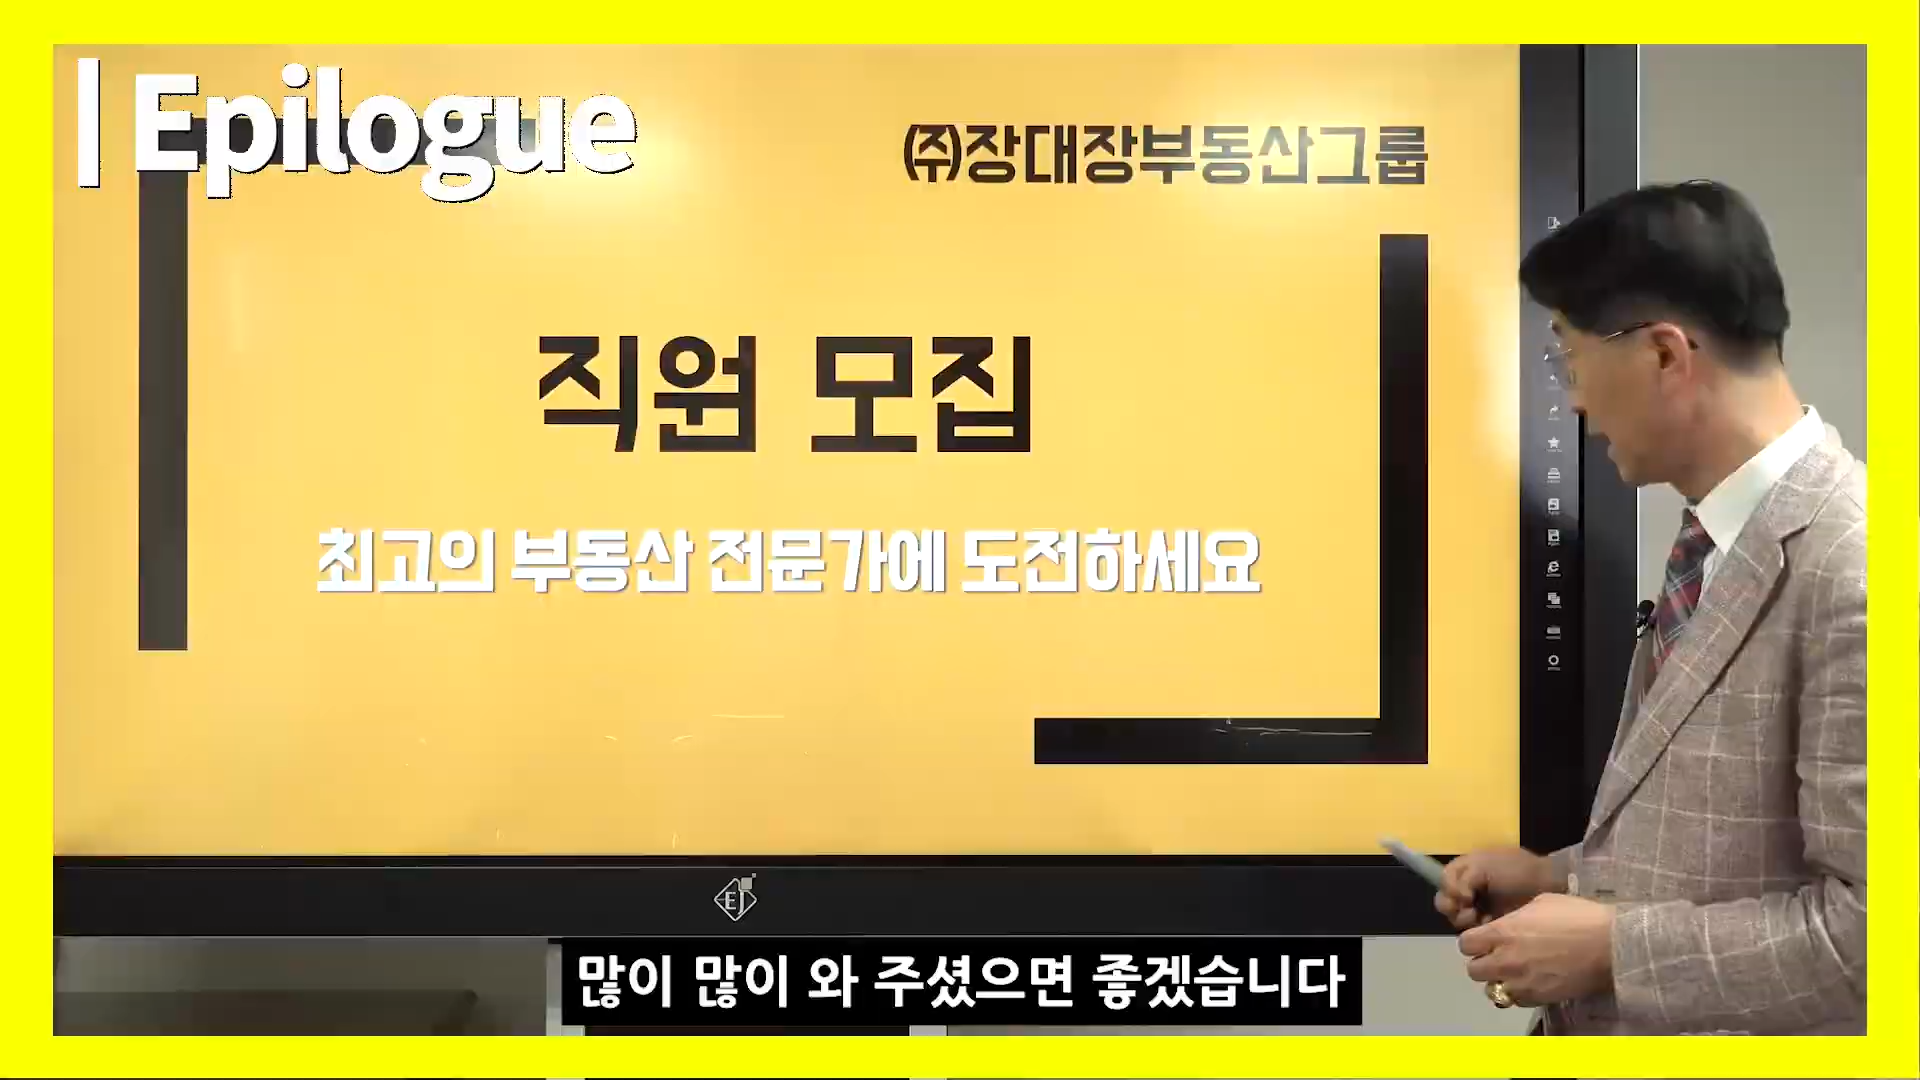 | Epilogue
㈜장대장부동산그룹
직원 모집
최고의 부동산 전문가에 도전하세요
EJ
많이 많이 와 주셨으면 좋겠습니다